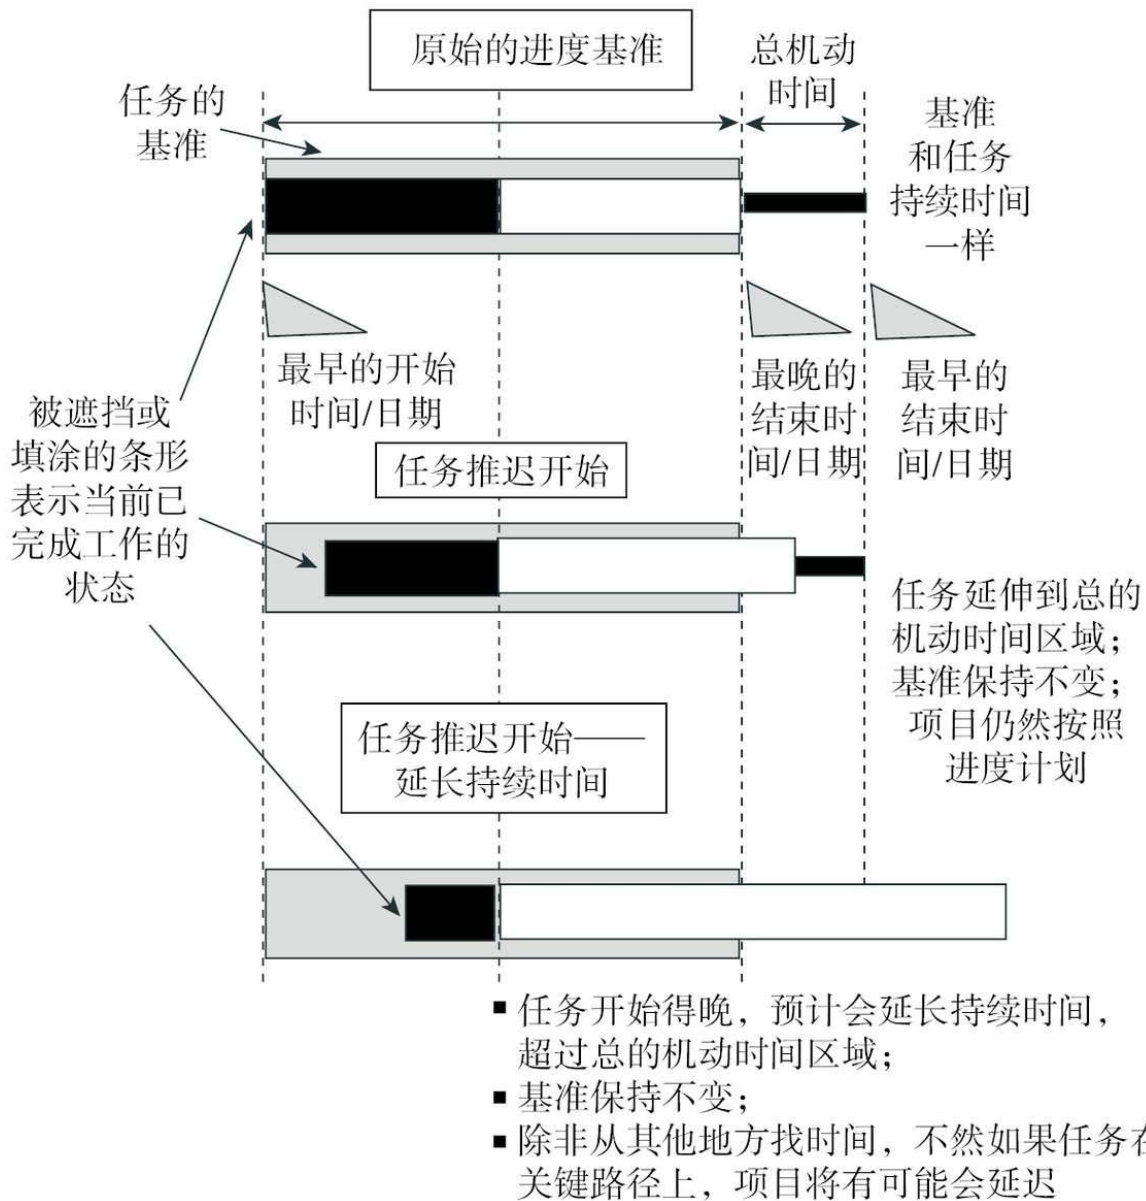 原始的进度基准
总机动
时间
任务的
基准
基准
和任务
持续时间
一样
最早的开始
时间/日期
最晚的
结束时
间/日期
最早的
结束时
间/日期
被遮挡或
填涂的条形
表示当前已
完成工作的
状态
任务推迟开始
任务延伸到总的
机动时间区域；
基准保持不变；
项目仍然按照
进度计划
任务推迟开始——
延长持续时间
▪ 任务开始得晚，预计会延长持续时间，
超过总的机动时间区域；
▪ 基准保持不变；
▪ 除非从其他地方找时间，不然如果任务在
关键路径上，项目将有可能会延迟